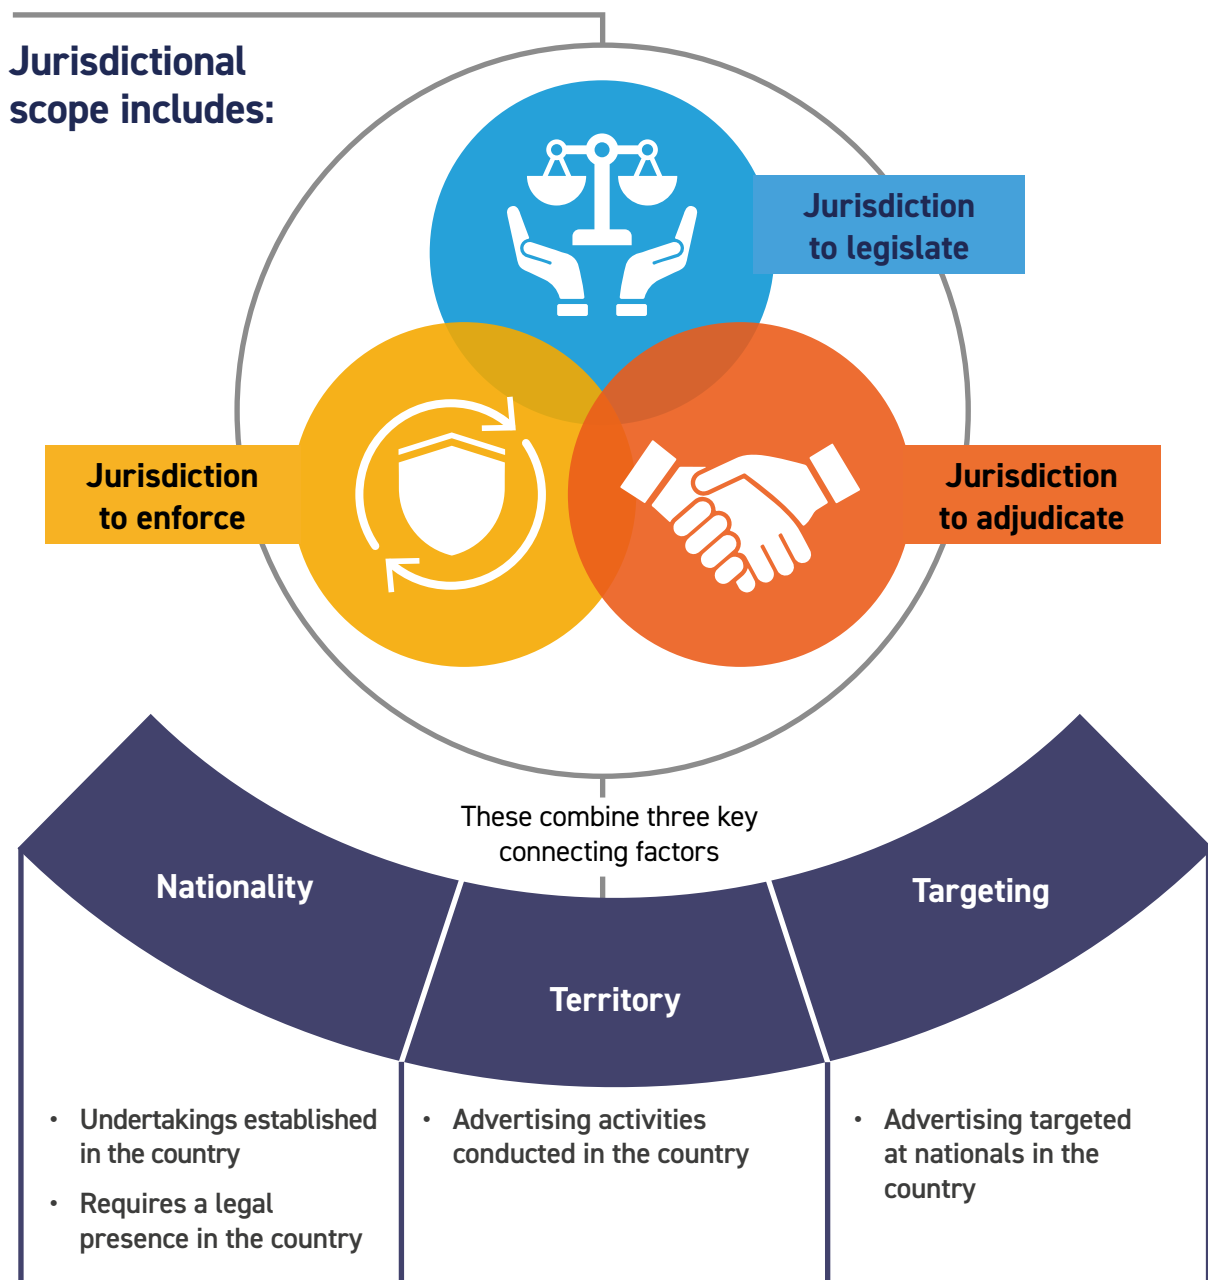 Jurisdictional
scope includes:
Jurisdiction
to legislate
Jurisdiction
to enforce
Jurisdiction
to adjudicate
These combine three key
connecting factors
Nationality
Territory
Targeting
• Undertakings established
in the country
• Requires a legal
presence in the country
• Advertising activities
conducted in the country
• Advertising targeted
at nationals in the
country